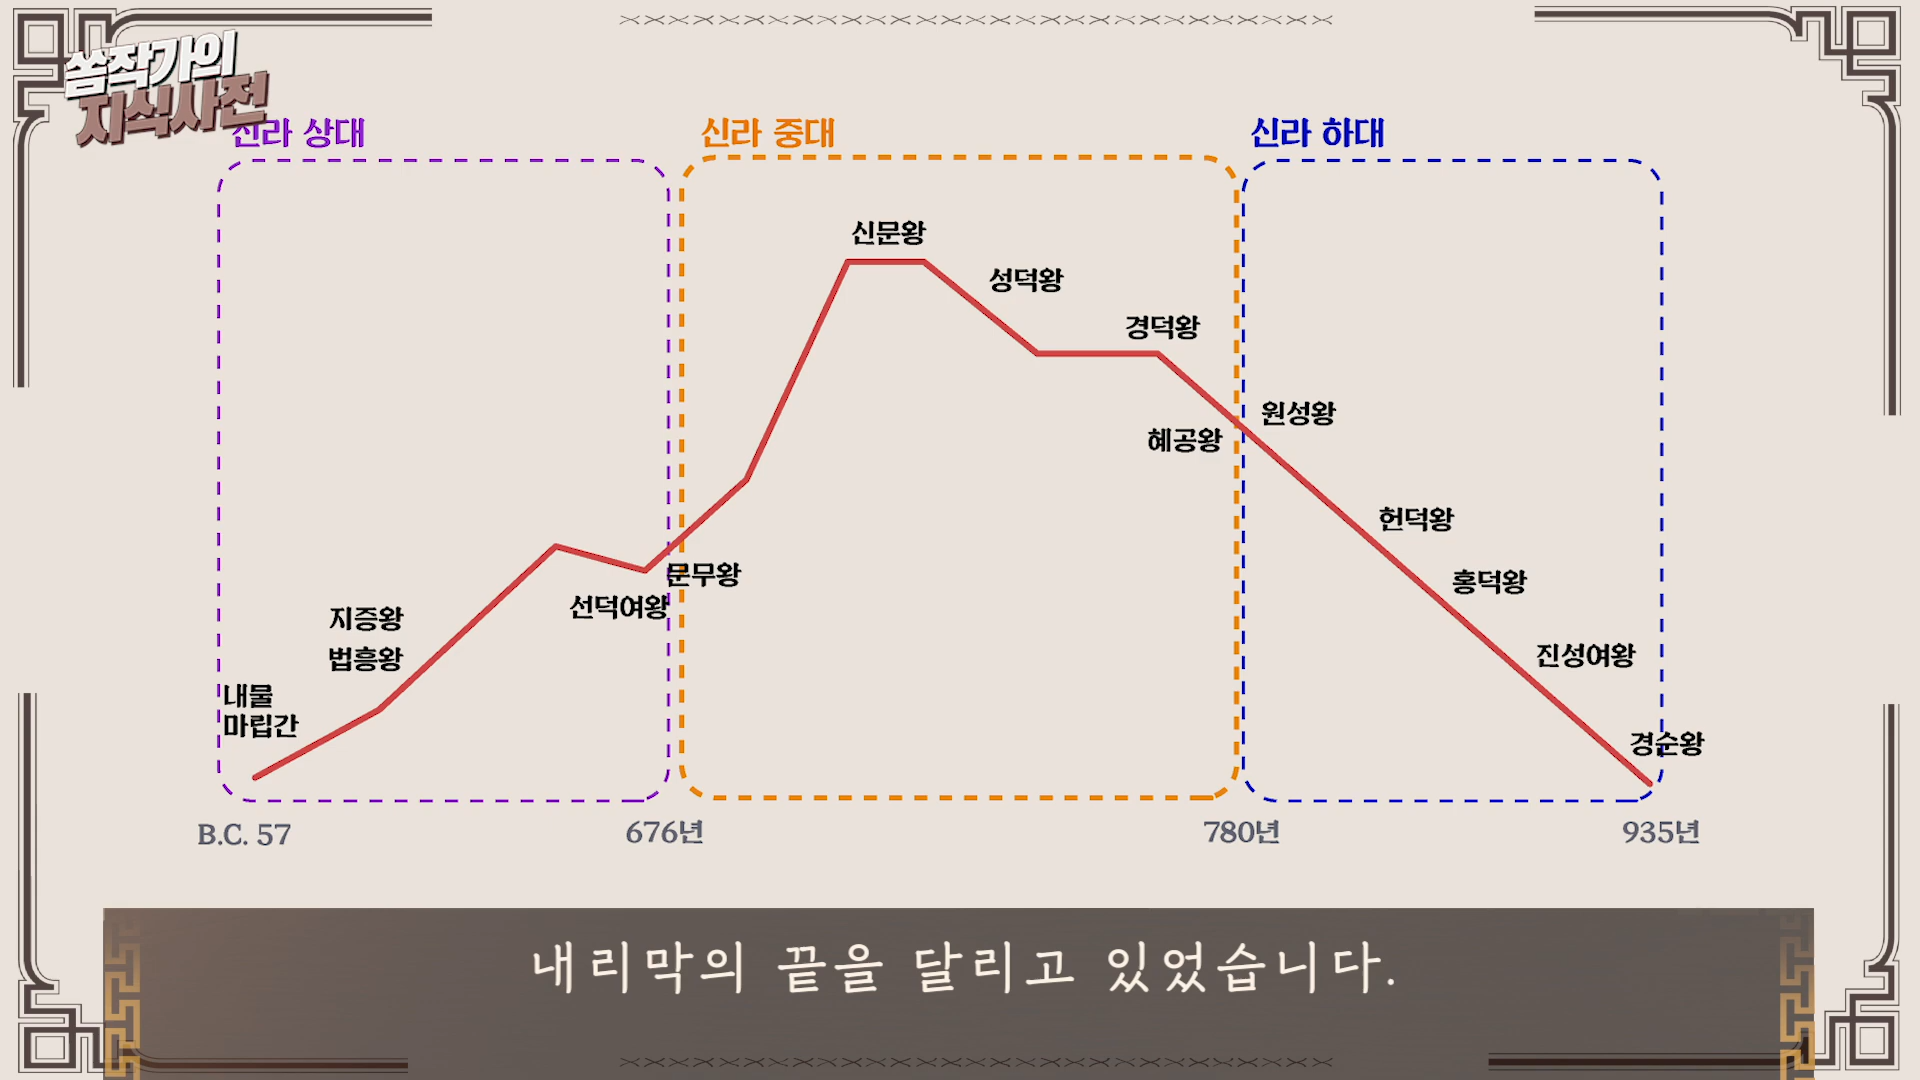 쏨작가의
지식사전
신라 상대
신라 중대
신라 하대
신문왕
성덕왕
경덕왕
원성왕
혜공왕
헌덕왕
문무왕
홍덕왕
선덕여왕
지증왕
법흥왕
진성여왕
내물
마립간
경순왕
B.C. 57
676년
780년
935년
내리막의 끝을 달리고 있었습니다.